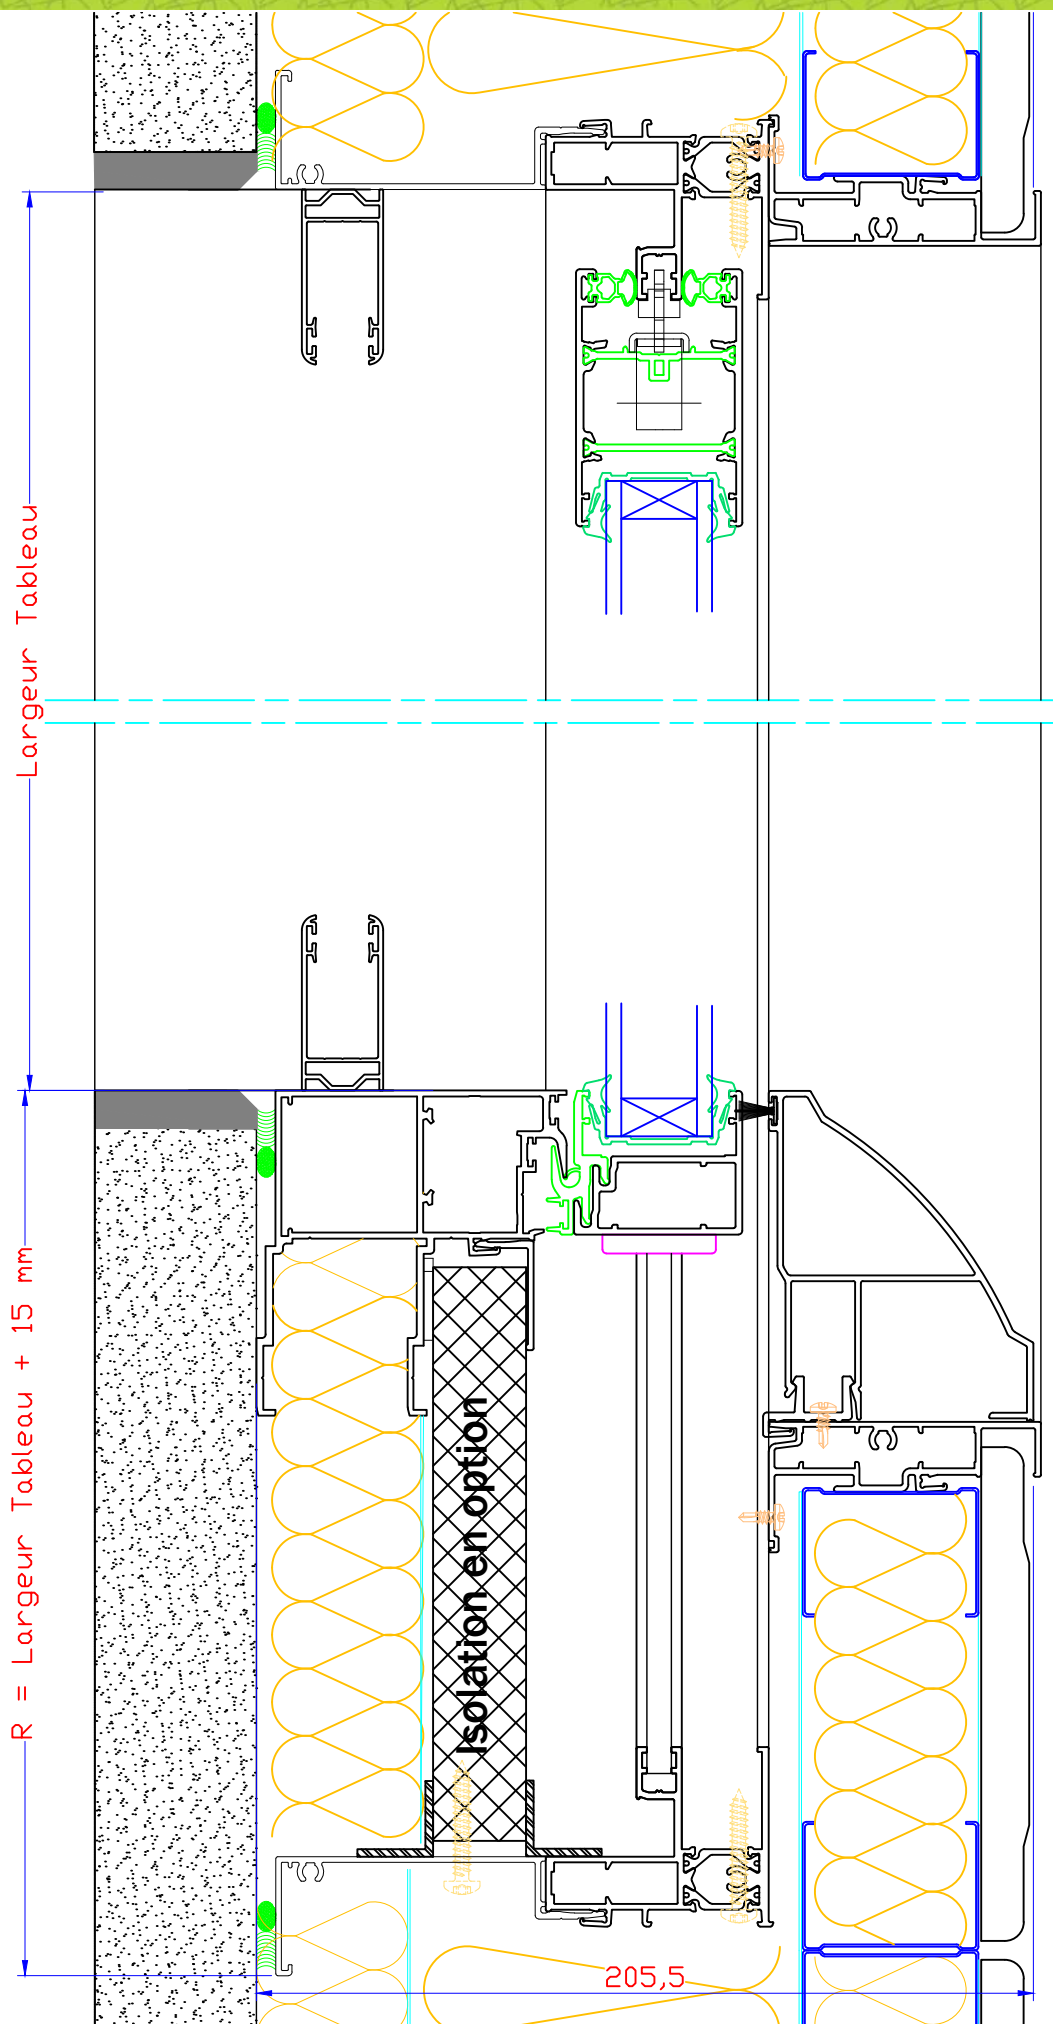 Largeur Tableau
R = Largeur Tableau + 15 mm
Isolation en option
205,5